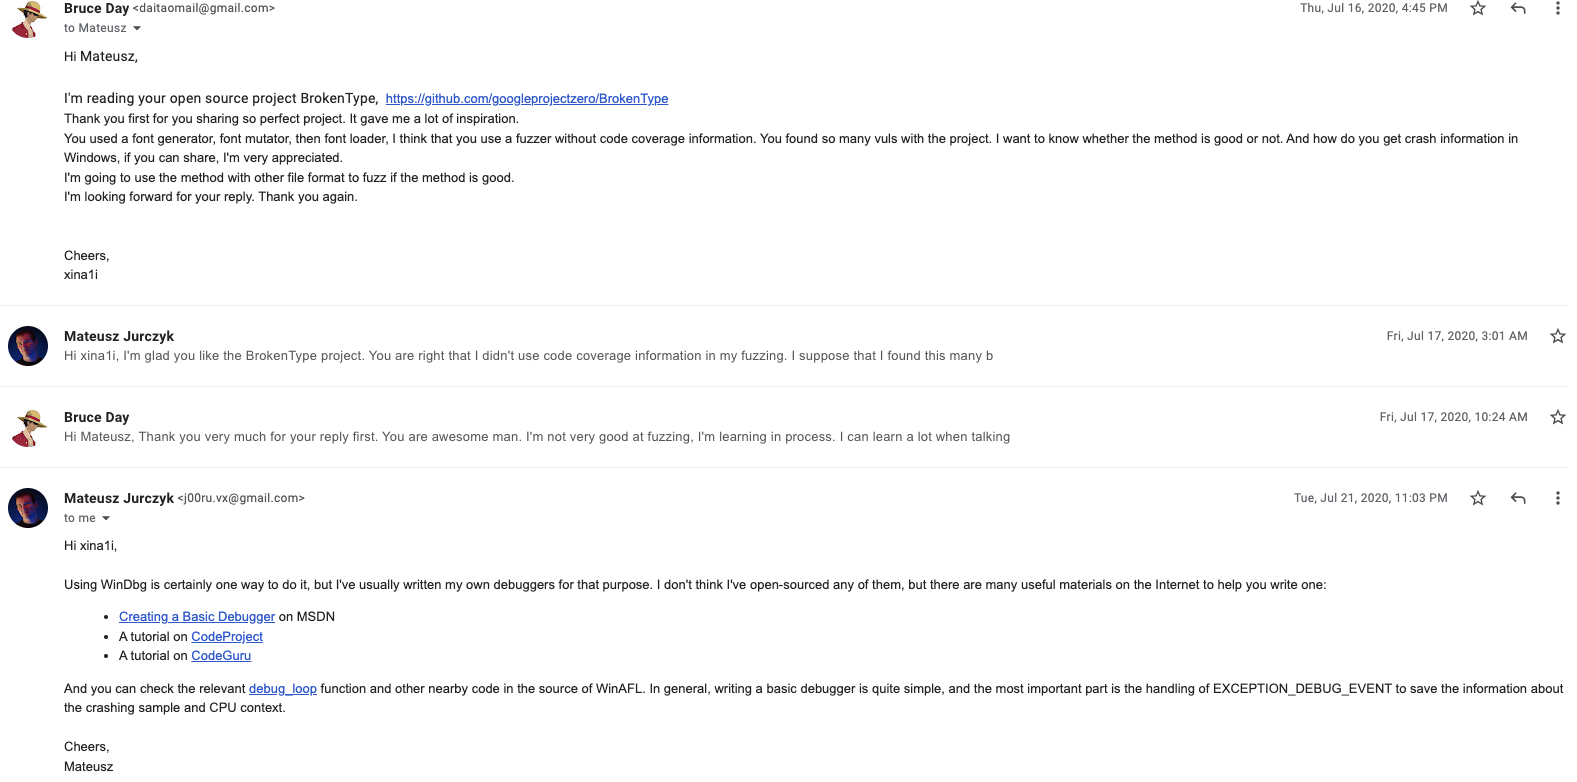 Bruce Day <daitaomail@gmail.com> Thu, Jul 16, 2020, 4:45 PM
to Mateusz
Hi Mateusz,
I'm reading your open source project BrokenType, https://github.com/googleprojectzero/BrokenType
Thank you first for you sharing so perfect project. It gave me a lot of inspiration.
You used a font generator, font mutator, then font loader, I think that you use a fuzzer without code coverage information. You found so many vuls with the project. I want to know whether the method is good or not. And how do you get crash information in
Windows, if you can share, I'm very appreciated.
I'm going to use the method with other file format to fuzz if the method is good.
I'm looking forward for your reply. Thank you again.
Cheers,
xina1i
Mateusz Jurczyk Fri, Jul 17, 2020, 3:01 AM
Hi xina1i, I'm glad you like the BrokenType project. You are right that I didn't use code coverage information in my fuzzing. I suppose that I found this many b
Bruce Day Fri, Jul 17, 2020, 10:24 AM
Hi Mateusz, Thank you very much for your reply first. You are awesome man. I'm not very good at fuzzing, I'm learning in process. I can learn a lot when talking
Mateusz Jurczyk <j00ru.vx@gmail.com> Tue, Jul 21, 2020, 11:03 PM
to me
Hi xina1i,
Using WinDbg is certainly one way to do it, but I've usually written my own debuggers for that purpose. I don't think I've open-sourced any of them, but there are many useful materials on the Internet to help you write one:
• Creating a Basic Debugger on MSDN
• A tutorial on CodeProject
• A tutorial on CodeGuru
And you can check the relevant debug_loop function and other nearby code in the source of WinAFL. In general, writing a basic debugger is quite simple, and the most important part is the handling of EXCEPTION_DEBUG_EVENT to save the information about
the crashing sample and CPU context.
Cheers,
Mateusz